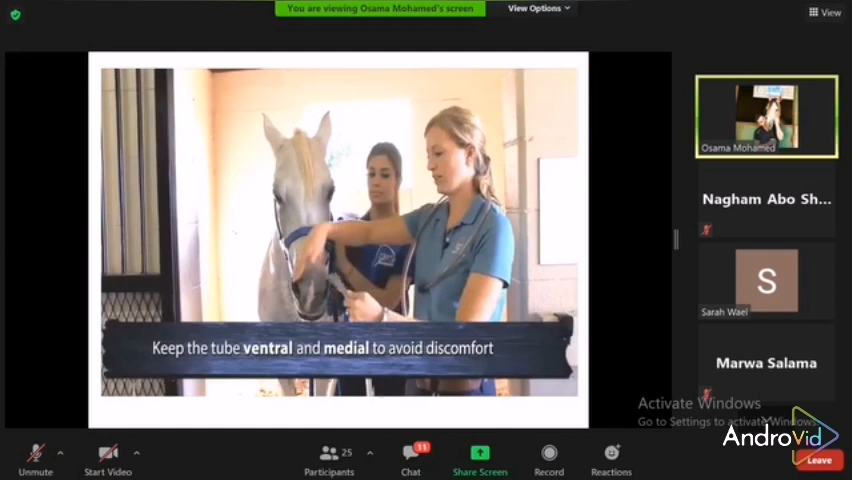 You are viewing Osama Mohamed's screen
View Options
View
Osama Mohamed
Nagham Abo Sh...
S
Sarah Wael
Marwa Salama
Keep the tube ventral and medial to avoid discomfort
Activate Windows
Go to Settings to activate Windows.
AndroVid
Unmute
Start Video
25
Participants
11
Chat
Share Screen
Record
Reactions
Leave